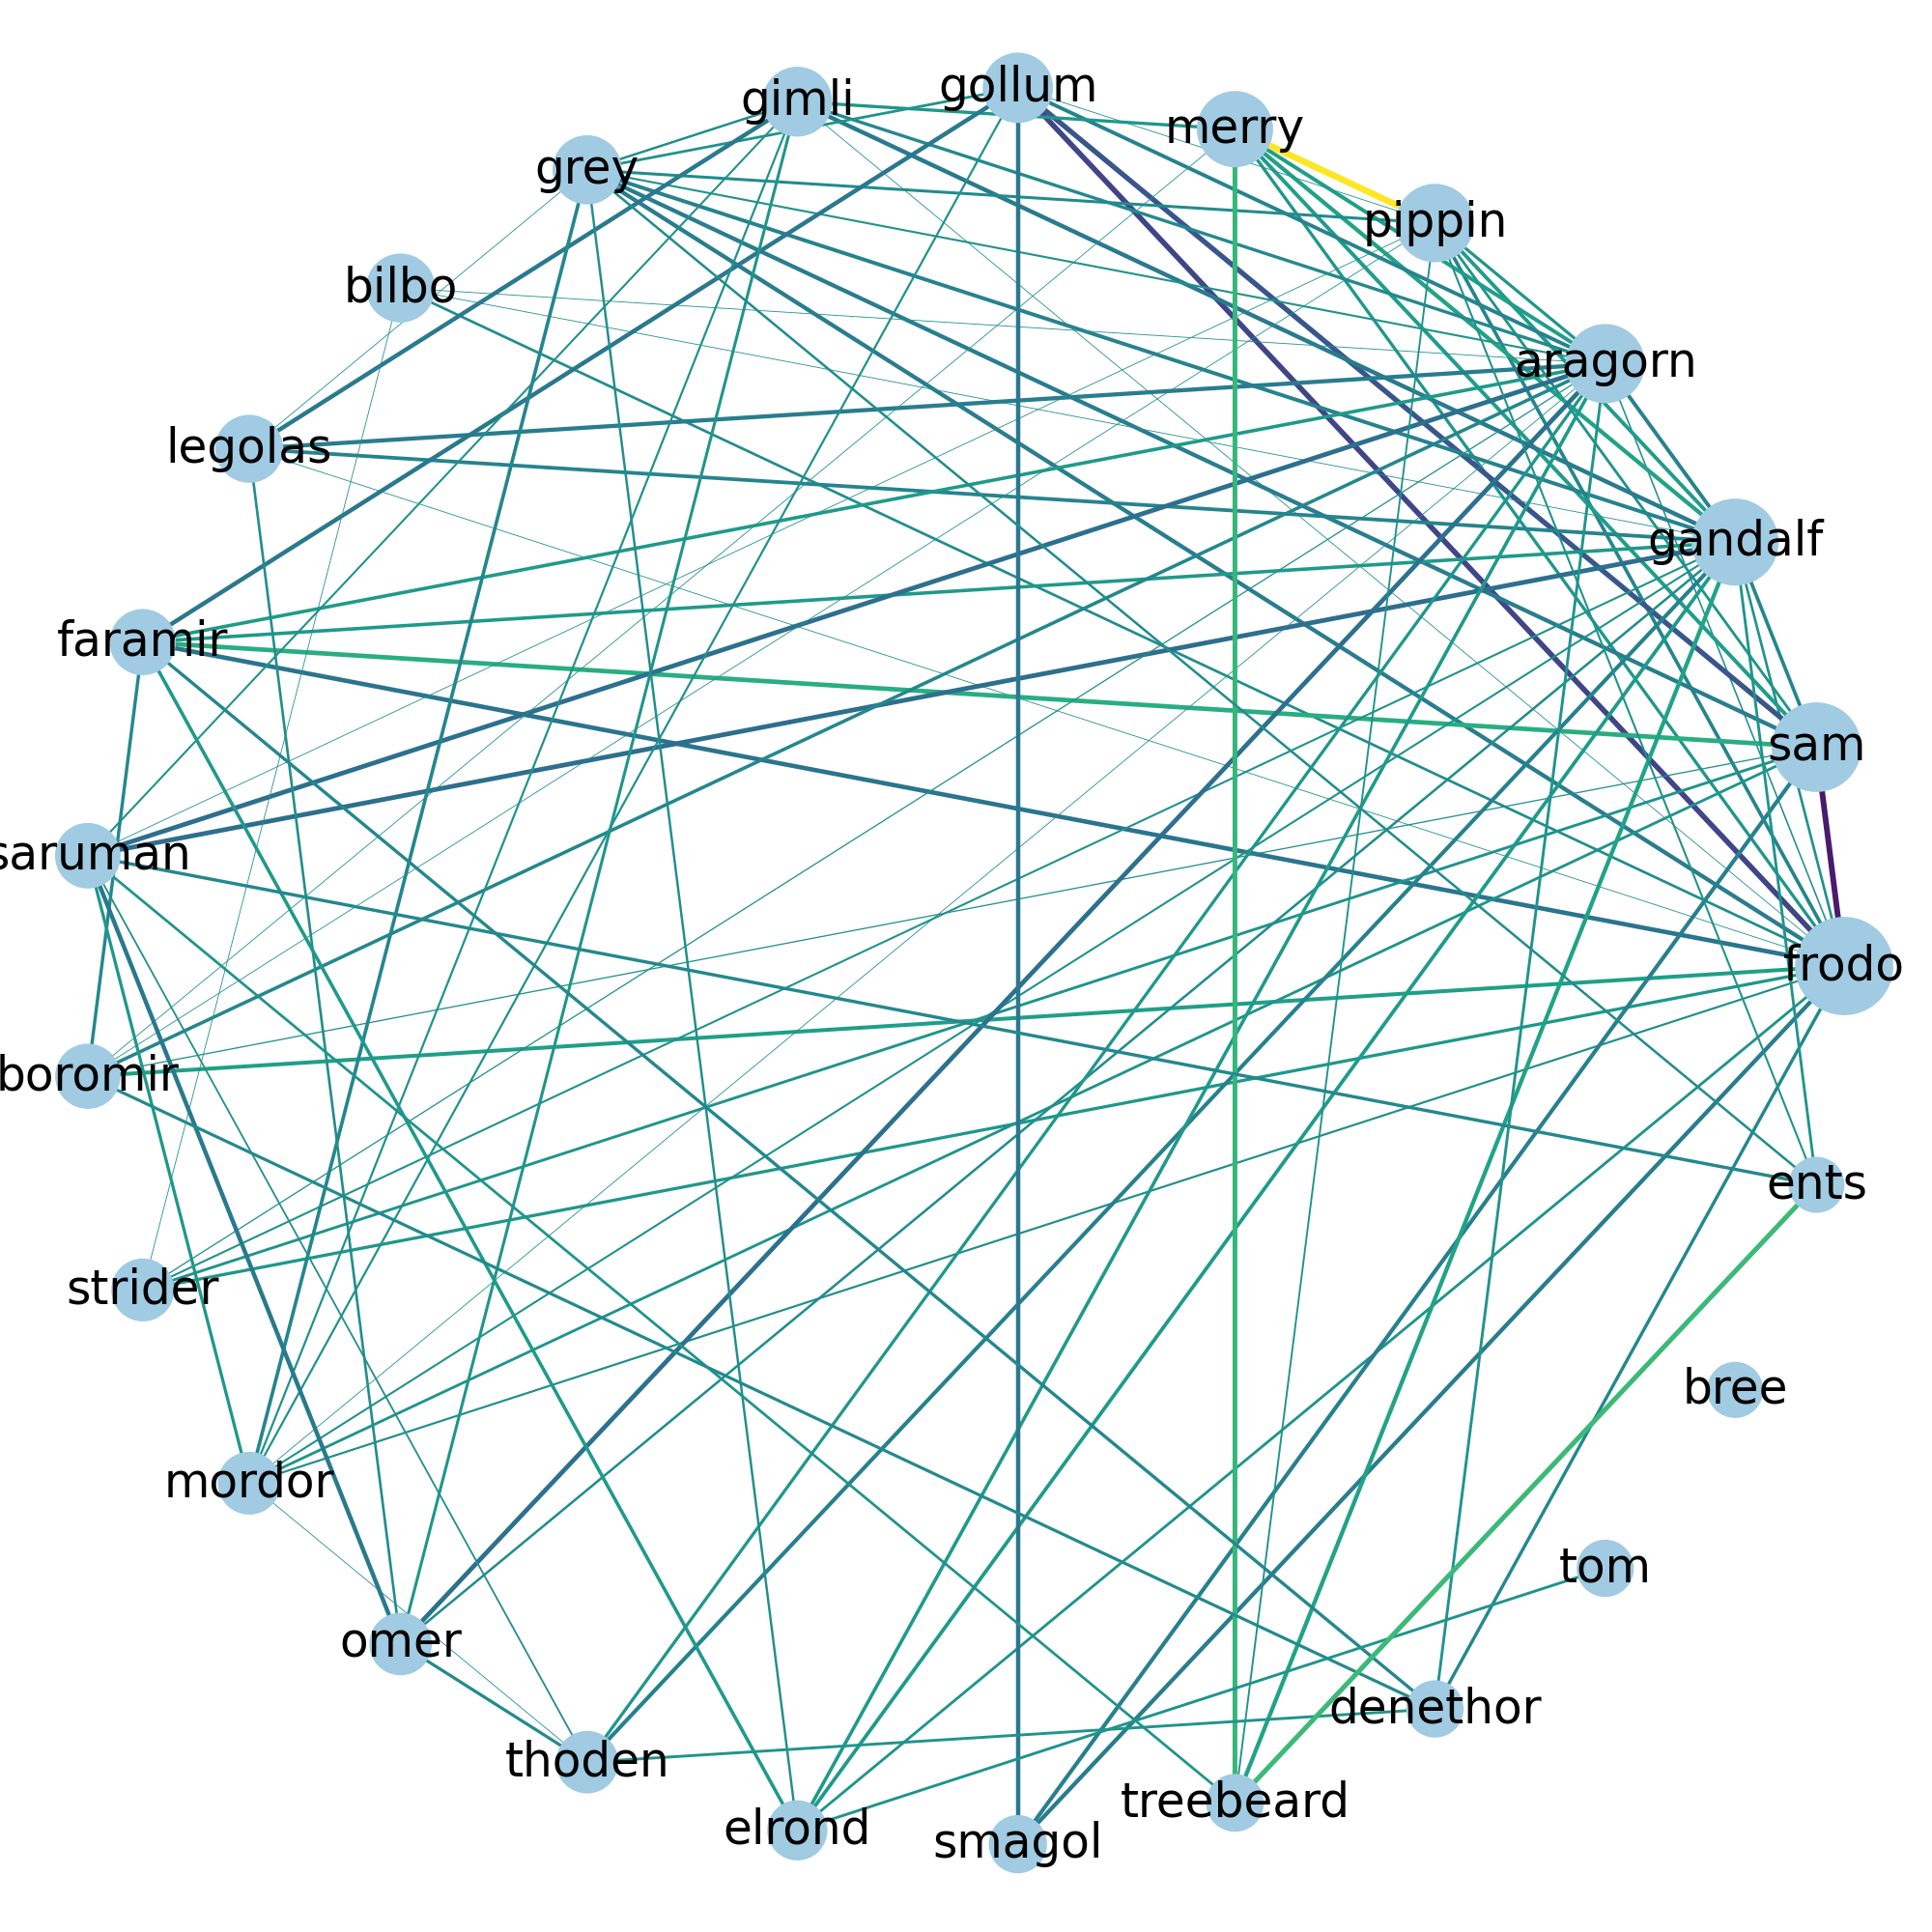 gollum
gimli
merry
grey
pippin
bilbo
aragorn
legolas
gandalf
faramir
sam
saruman
frodo
boromir
ents
strider
bree
mordor
tom
omer
denethor
thoden
treebeard
elrond
smagol